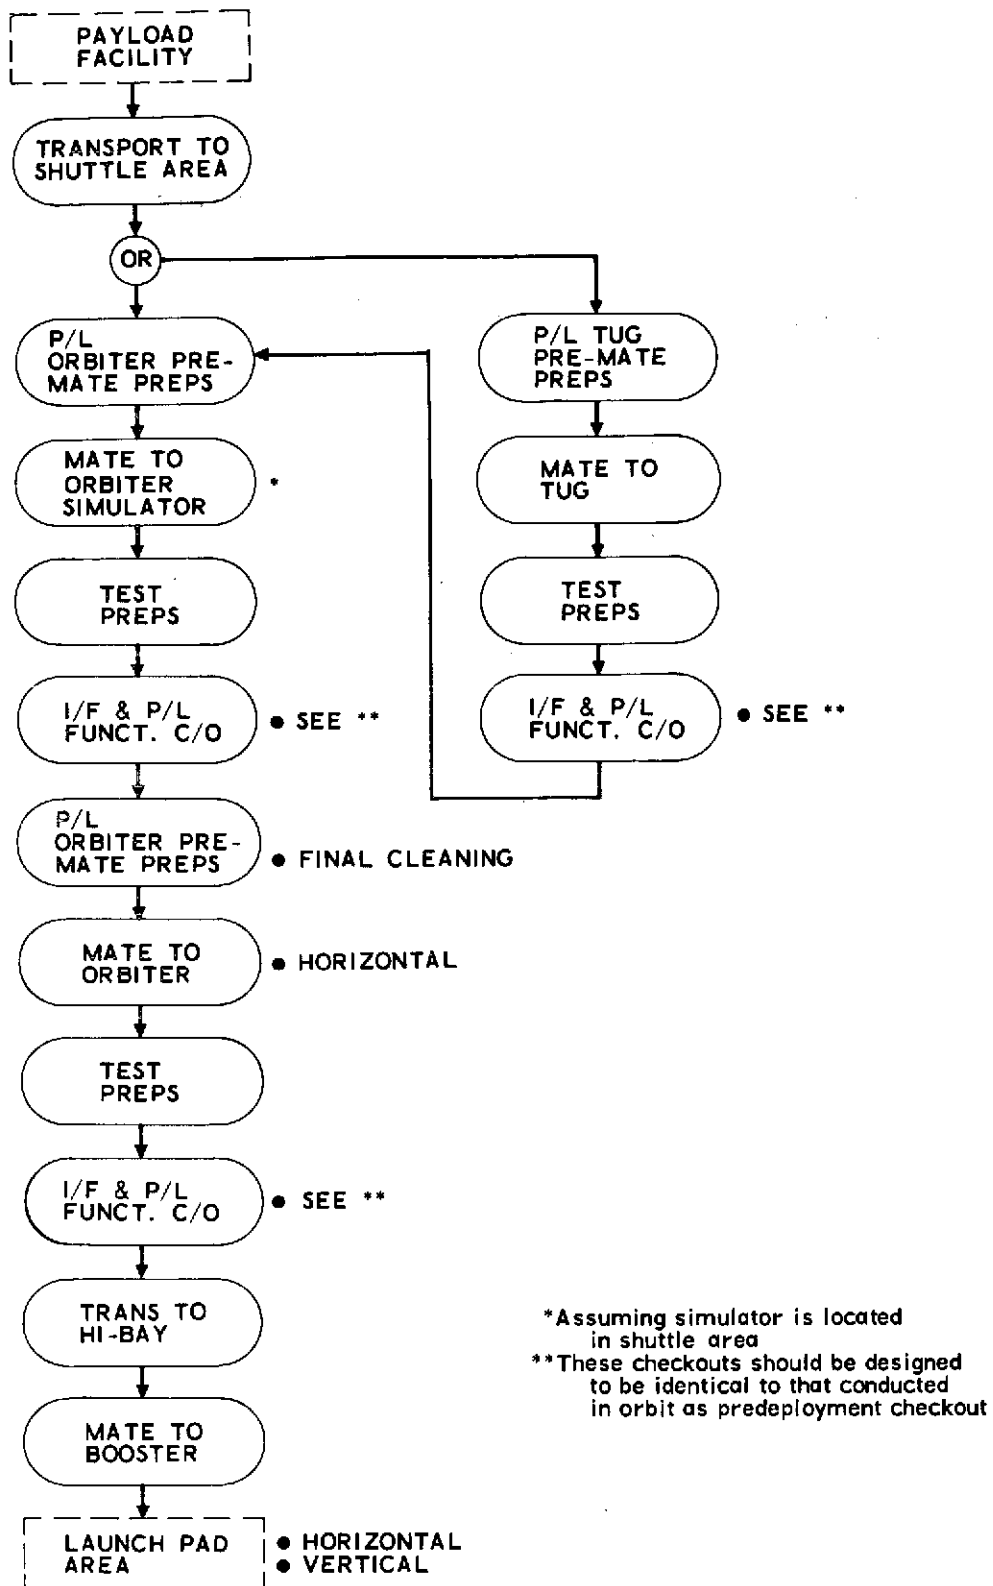 PAYLOAD
FACILITY
TRANSPORT TO
SHUTTLE AREA
OR
P/L
ORBITER PRE-
MATE PREPS
P/L TUG
PRE-MATE
PREPS
MATE TO
ORBITER
SIMULATOR
*
MATE TO
TUG
TEST
PREPS
TEST
PREPS
I/F & P/L
FUNCT. C/O
● SEE **
I/F & P/L
FUNCT. C/O
● SEE **
P/L
ORBITER PRE-
MATE PREPS
● FINAL CLEANING
MATE TO
ORBITER
● HORIZONTAL
TEST
PREPS
I/F & P/L
FUNCT. C/O
● SEE **
TRANS TO
HI-BAY
MATE TO
BOOSTER
LAUNCH PAD
AREA
● HORIZONTAL
● VERTICAL
*Assuming simulator is located
in shuttle area
**These checkouts should be designed
to be identical to that conducted
in orbit as predeployment checkout